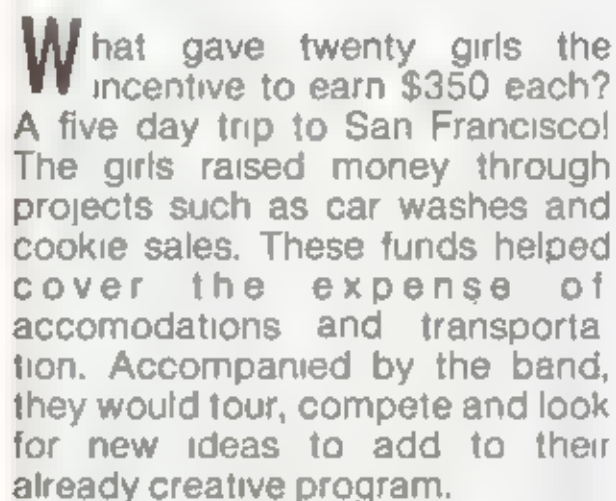 What gave twenty girls the
incentive to earn $350 each?
A five day trip to San Francisco!
The girls raised money through
projects such as car washes and
cookie sales. These funds helped
cover the expense of
accomodations and transporta
tion. Accompanied by the band,
they would tour, compete and look
for new ideas to add to their
already creative program.